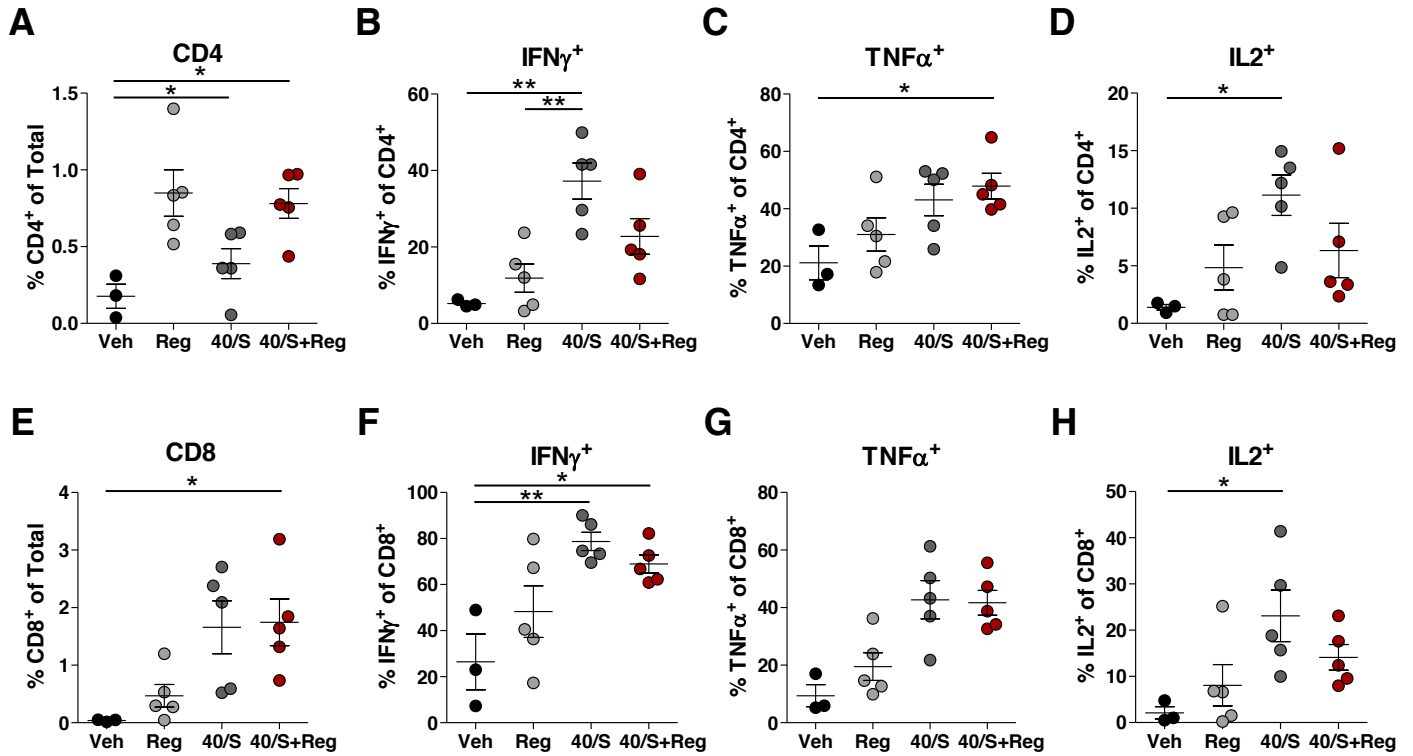 A
CD4
% CD4⁺ of Total
1.5
1.0
0.5
0.0
*
*
Veh Reg 40/S 40/S+Reg
B
IFNγ⁺
% IFNγ⁺ of CD4⁺
60
40
20
0
**
**
Veh Reg 40/S 40/S+Reg
C
TNFα⁺
% TNFα⁺ of CD4⁺
80
60
40
20
0
*
Veh Reg 40/S 40/S+Reg
D
IL2⁺
% IL2⁺ of CD4⁺
20
15
10
5
0
*
Veh Reg 40/S 40/S+Reg
E
CD8
% CD8⁺ of Total
4
3
2
1
0
*
Veh Reg 40/S 40/S+Reg
F
IFNγ⁺
% IFNγ⁺ of CD8⁺
100
80
60
40
20
0
*
**
Veh Reg 40/S 40/S+Reg
G
TNFα⁺
% TNFα⁺ of CD8⁺
80
60
40
20
0
Veh Reg 40/S 40/S+Reg
H
IL2⁺
% IL2⁺ of CD8⁺
50
40
30
20
10
0
*
Veh Reg 40/S 40/S+Reg